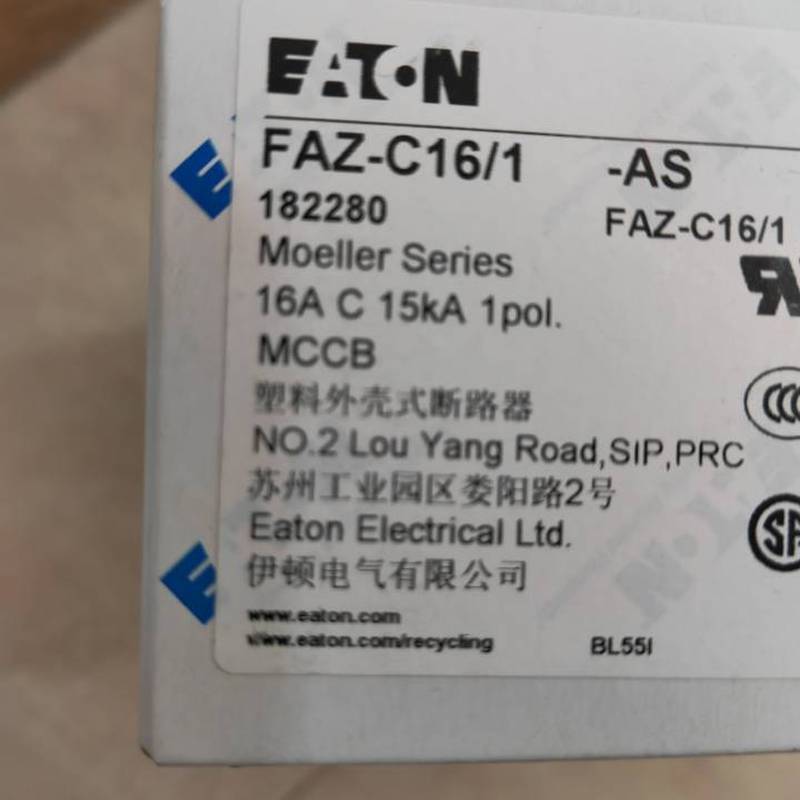 EATON
FAZ-C16/1 -AS
182280 FAZ-C16/1
Moeller Series
16A C 15kA 1pol.
MCCB
塑料外壳式断路器
NO.2 Lou Yang Road,SIP,PRC
苏州工业园区娄阳路2号
Eaton Electrical Ltd.
伊顿电气有限公司
www.eaton.com
www.eaton.com/recycling BL55I